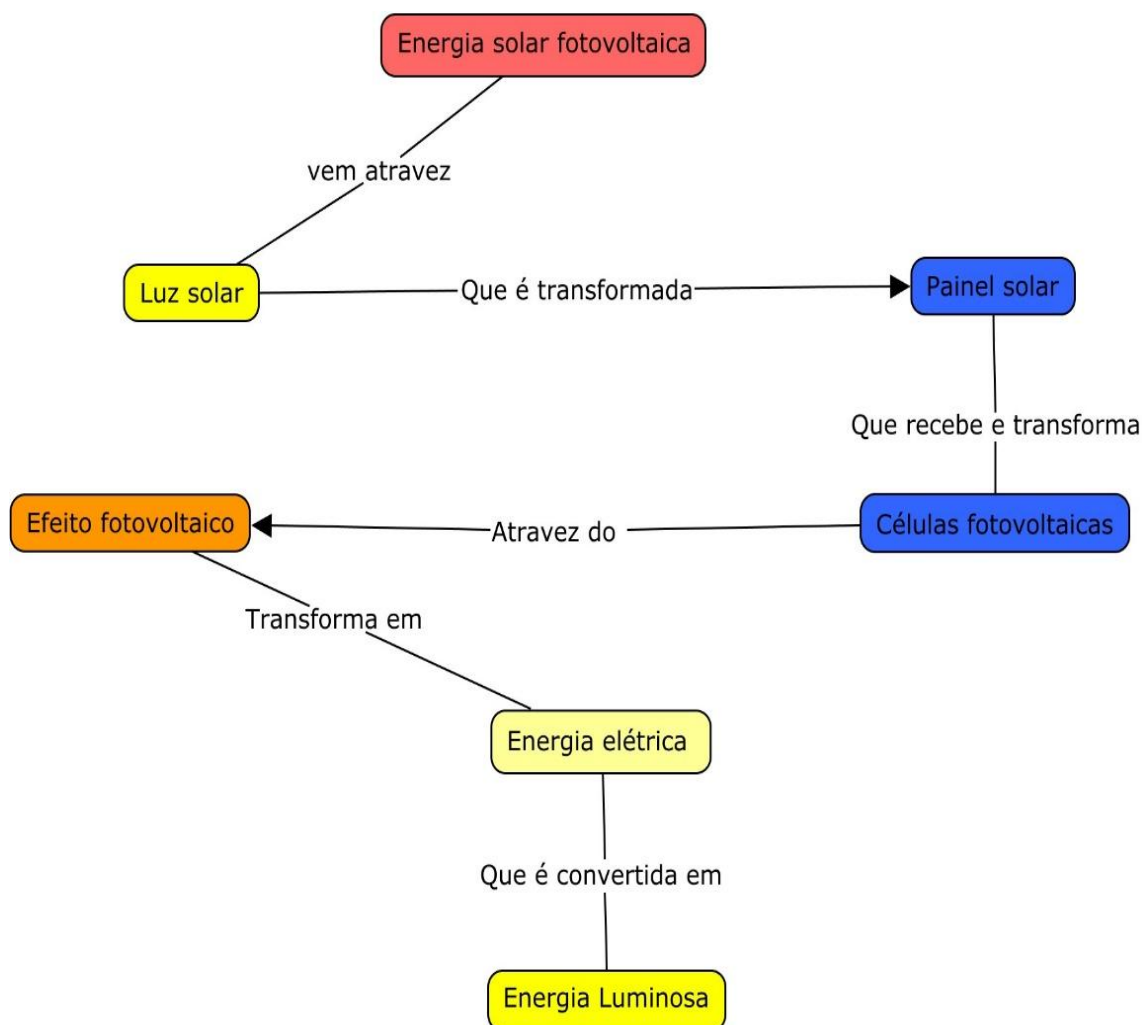 Energia solar fotovoltaica
vem atravez
Luz solar
Que é transformada
Painel solar
Que recebe e transforma
Células fotovoltaicas
Atravez do
Efeito fotovoltaico
Transforma em
Energia elétrica
Que é convertida em
Energia Luminosa